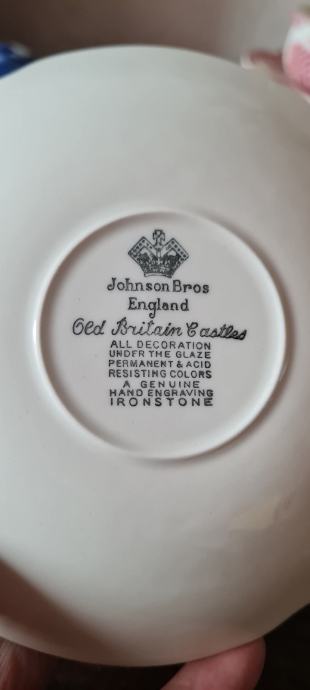 Johnson Bros
England
Old Britain Castles
ALL DECORATION
UNDER THE GLAZE
PERMANENT & ACID
RESISTING COLORS
A GENUINE
HAND ENGRAVING
IRONSTONE